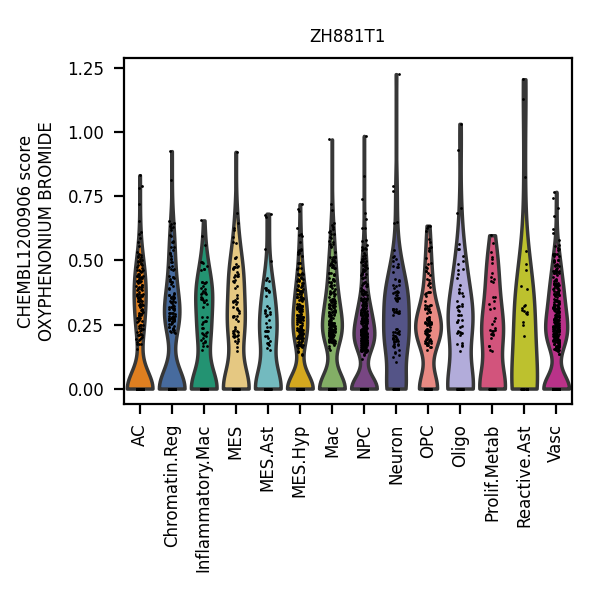 ZH881T1
CHEMBL1200906 score
OXYPHENONIUM BROMIDE
1.25
1.00
0.75
0.50
0.25
0.00
AC
Chromatin.Reg
Inflammatory.Mac
MES
MES.Ast
MES.Hyp
Mac
NPC
Neuron
OPC
Oligo
Prolif.Metab
Reactive.Ast
Vasc